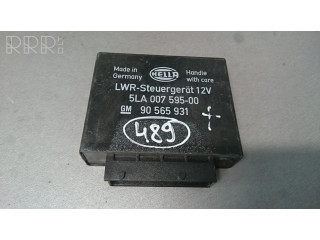 RRR
Made in
Germany
HELLA
Handle
with care
LWR-Steuergerät 12V
5LA 007 595-00
GM 90 565 931
489